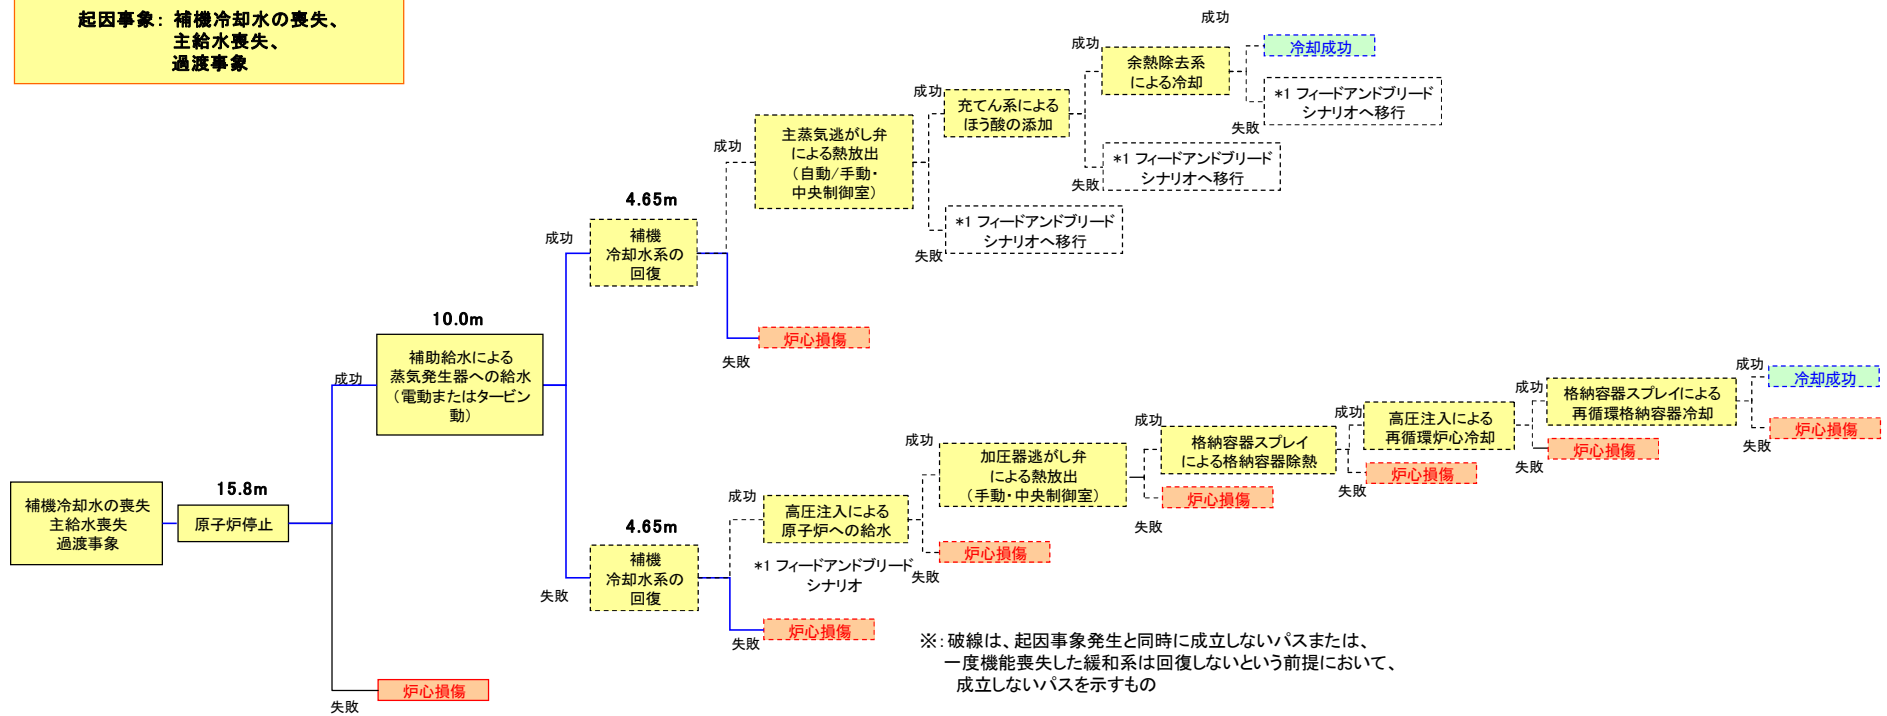 起因事象： 補機冷却水の喪失、
主給水喪失、
過渡事象
補機冷却水の喪失
主給水喪失
過渡事象
15.8m
原子炉停止
成功
失敗
炉心損傷
10.0m
補助給水による
蒸気発生器への給水
（電動またはタービン
動）
成功
失敗
4.65m
補機
冷却水系の
回復
成功
失敗
炉心損傷
主蒸気逃がし弁
による熱放出
（自動/手動・
中央制御室）
成功
失敗
*1 フィードアンドブリード
シナリオへ移行
充てん系による
ほう酸の添加
成功
失敗
*1 フィードアンドブリード
シナリオへ移行
余熱除去系
による冷却
成功
冷却成功
失敗
*1 フィードアンドブリード
シナリオへ移行
4.65m
補機
冷却水系の
回復
成功
失敗
炉心損傷
高圧注入による
原子炉への給水
*1 フィードアンドブリード
シナリオ
成功
失敗
炉心損傷
加圧器逃がし弁
による熱放出
（手動・中央制御室）
成功
失敗
炉心損傷
格納容器スプレイ
による格納容器除熱
成功
失敗
炉心損傷
高圧注入による
再循環炉心冷却
成功
失敗
炉心損傷
格納容器スプレイによる
再循環格納容器冷却
成功
冷却成功
失敗
炉心損傷
※：破線は、起因事象発生と同時に成立しないパスまたは、
一度機能喪失した緩和系は回復しないという前提において、
成立しないパスを示すもの